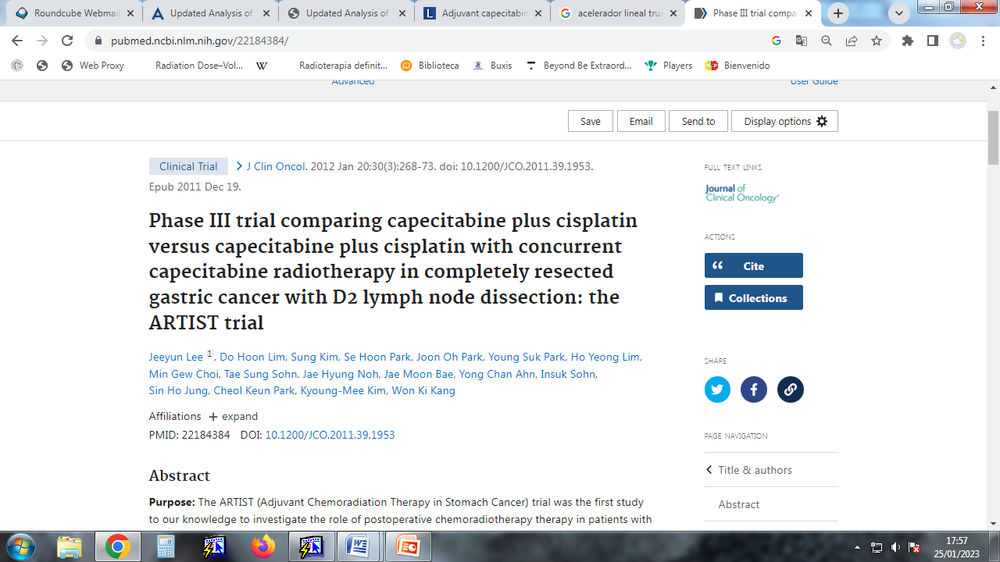 Roundcube Webmail
Updated Analysis of
Updated Analysis of
Adjuvant capecitabin
acelerador lineal true
Phase III trial compa
pubmed.ncbi.nlm.nih.gov/22184384/
Web Proxy
Radiation Dose–Vol...
W
Radioterapia definit...
Biblioteca
Buxis
Beyond Be Extraord...
Players
Bienvenido
Advanced
User Guide
Save
Email
Send to
Display options
Clinical Trial
J Clin Oncol. 2012 Jan 20;30(3):268-73. doi: 10.1200/JCO.2011.39.1953.
Epub 2011 Dec 19.
Phase III trial comparing capecitabine plus cisplatin
versus capecitabine plus cisplatin with concurrent
capecitabine radiotherapy in completely resected
gastric cancer with D2 lymph node dissection: the
ARTIST trial
Jeeyun Lee 1, Do Hoon Lim, Sung Kim, Se Hoon Park, Joon Oh Park, Young Suk Park, Ho Yeong Lim,
Min Gew Choi, Tae Sung Sohn, Jae Hyung Noh, Jae Moon Bae, Yong Chan Ahn, Insuk Sohn,
Sin Ho Jung, Cheol Keun Park, Kyoung-Mee Kim, Won Ki Kang
Affiliations + expand
PMID: 22184384 DOI: 10.1200/JCO.2011.39.1953
Abstract
Purpose: The ARTIST (Adjuvant Chemoradiation Therapy in Stomach Cancer) trial was the first study
to our knowledge to investigate the role of postoperative chemoradiotherapy therapy in patients with
FULL TEXT LINKS
Journal of
Clinical Oncology®
ACTIONS
Cite
Collections
SHARE
PAGE NAVIGATION
Title & authors
Abstract
17:57
25/01/2023